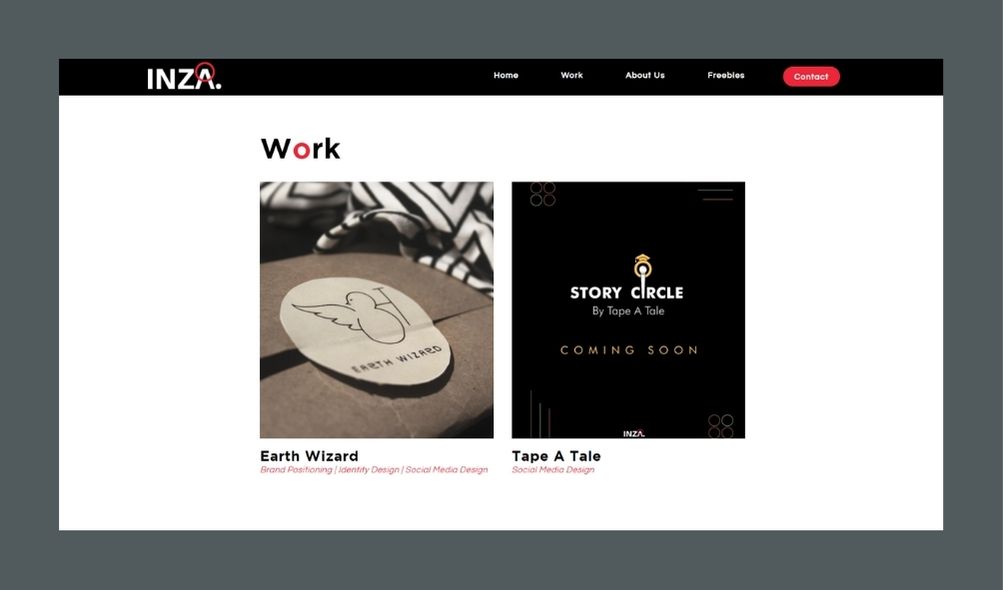 INZA.
Home Work About Us Freebies Contact
Work
EARTH WIZARD
STORY CIRCLE
By Tape A Tale
COMING SOON
INZA.
Earth Wizard
Brand Positioning | Identity Design | Social Media Design
Tape A Tale
Social Media Design